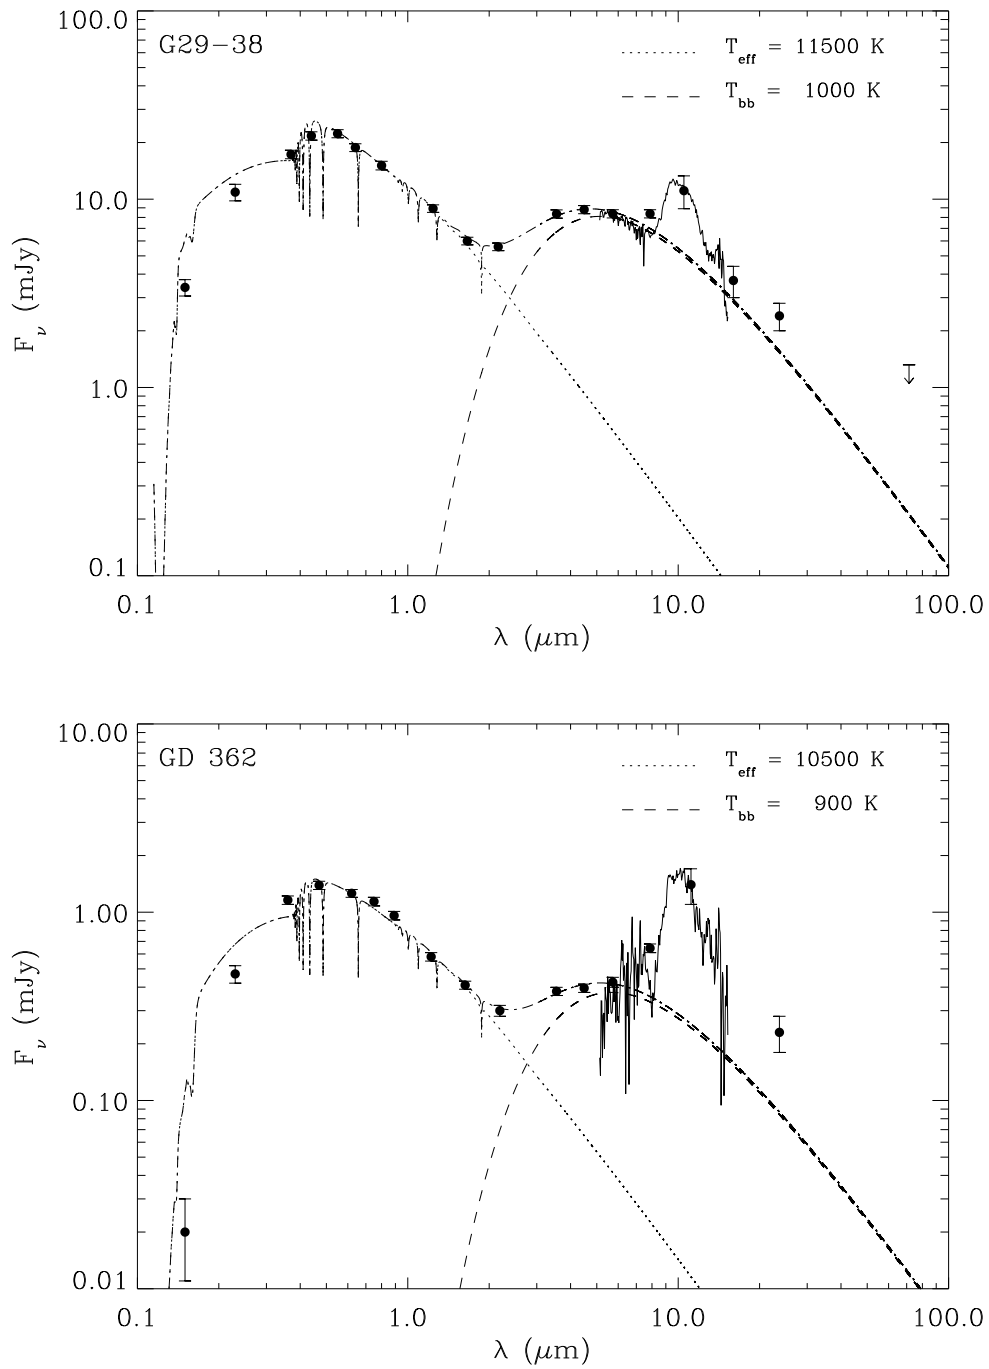 100.0
G29−38
T_eff = 11500 K
T_bb = 1000 K
10.0
F_ν (mJy)
1.0
0.1
0.1 1.0 10.0 100.0
λ (μm)
10.00
GD 362
T_eff = 10500 K
T_bb = 900 K
1.00
F_ν (mJy)
0.10
0.01
0.1 1.0 10.0 100.0
λ (μm)